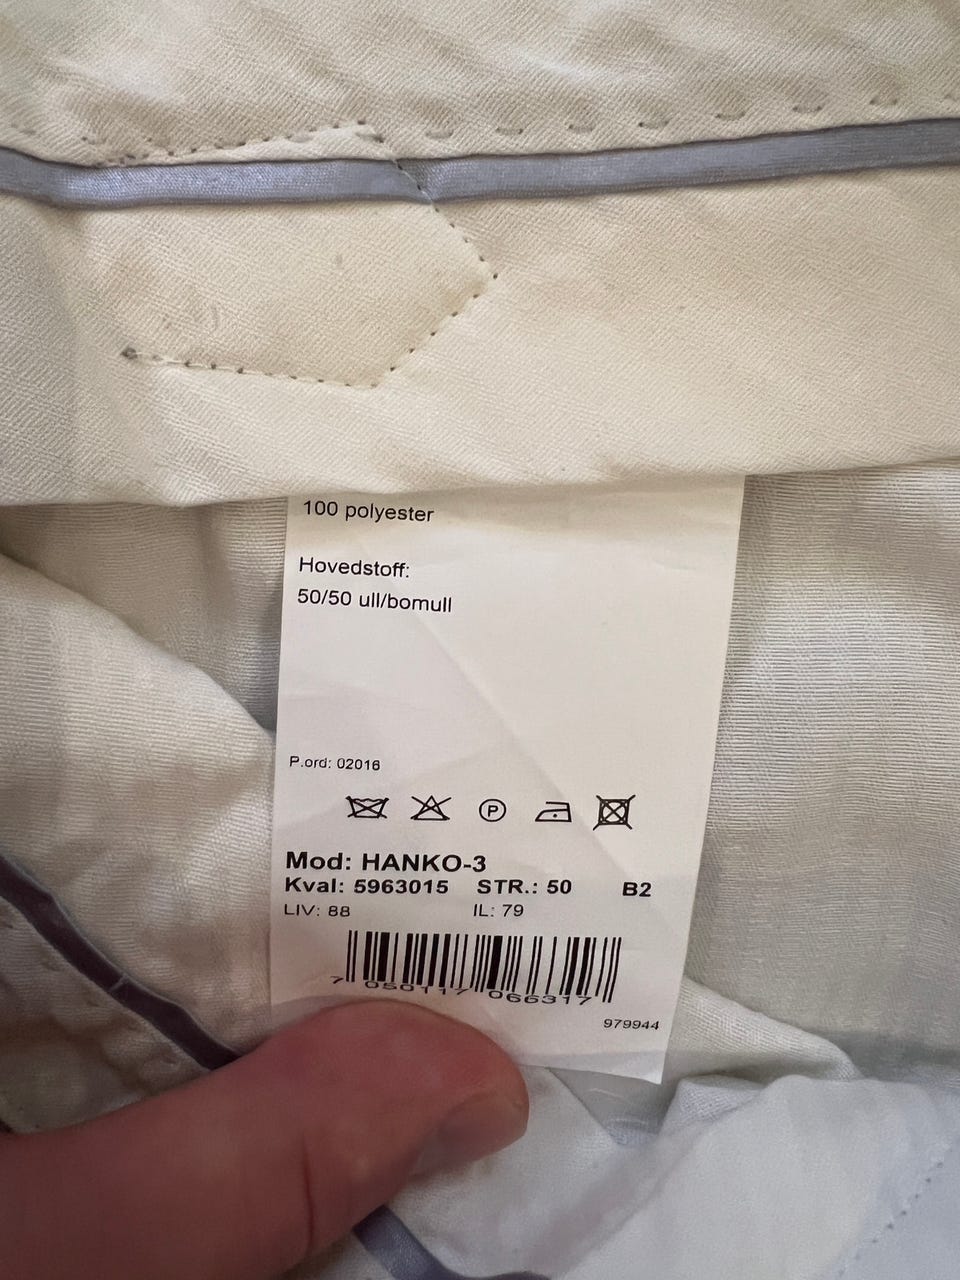 100 polyester
Hovedstoff:
50/50 ull/bomull
P.ord: 02016
P
Mod: HANKO-3
Kval: 5963015 STR.: 50 B2
LIV: 88 IL: 79
7 050117 066317
979944